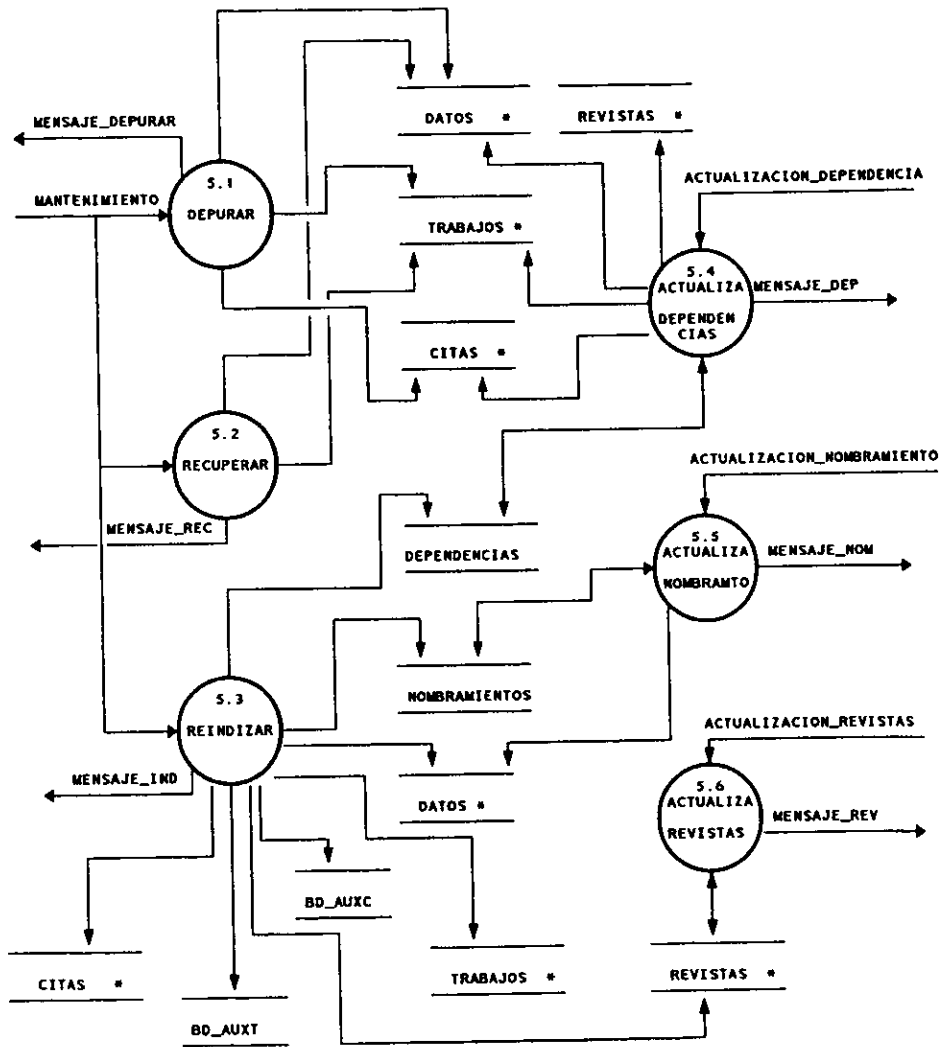 DATOS *
REVISTAS *
MENSAJE_DEPURAR
5.1
DEPURAR
MANTENIMIENTO
ACTUALIZACION_DEPENDENCIA
TRABAJOS *
5.4
ACTUALIZA
DEPENDEN
CIAS
MENSAJE_DEP
CITAS *
5.2
RECUPERAR
MENSAJE_REC
ACTUALIZACION_NOMBRAMIENTO
DEPENDENCIAS
5.5
ACTUALIZA
NOMBRAMTO
MENSAJE_NOM
NOMBRAMIENTOS
5.3
REINDIZAR
MENSAJE_IND
ACTUALIZACION_REVISTAS
DATOS *
5.6
ACTUALIZA
REVISTAS
MENSAJE_REV
BD_AUXC
CITAS *
TRABAJOS *
REVISTAS *
BD_AUXT